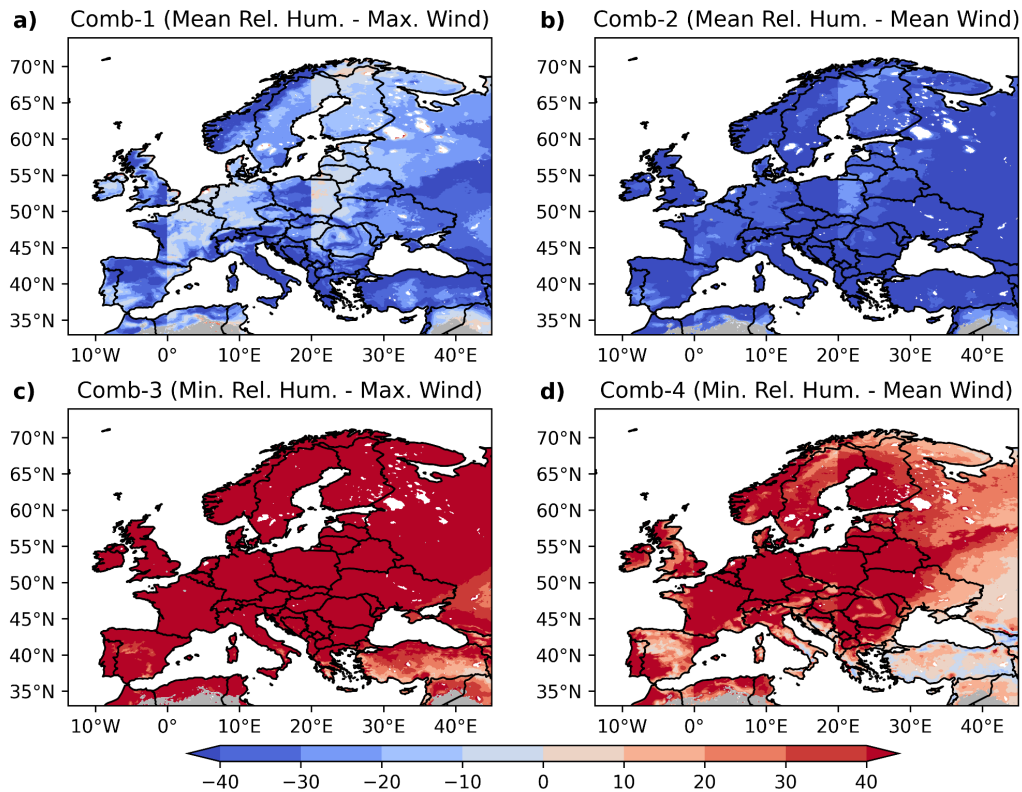 a) Comb-1 (Mean Rel. Hum. - Max. Wind)
b) Comb-2 (Mean Rel. Hum. - Mean Wind)
70°N
65°N
60°N
55°N
50°N
45°N
40°N
35°N
10°W 0° 10°E 20°E 30°E 40°E
70°N
65°N
60°N
55°N
50°N
45°N
40°N
35°N
10°W 0° 10°E 20°E 30°E 40°E
c) Comb-3 (Min. Rel. Hum. - Max. Wind)
d) Comb-4 (Min. Rel. Hum. - Mean Wind)
70°N
65°N
60°N
55°N
50°N
45°N
40°N
35°N
10°W 0° 10°E 20°E 30°E 40°E
70°N
65°N
60°N
55°N
50°N
45°N
40°N
35°N
10°W 0° 10°E 20°E 30°E 40°E
−40 −30 −20 −10 0 10 20 30 40